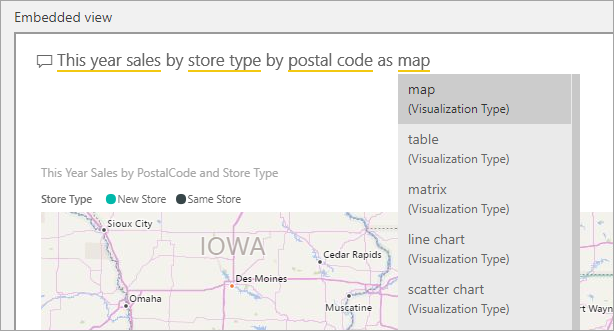 Embedded view
This year sales by store type by postal code as map
map
(Visualization Type)
table
(Visualization Type)
matrix
(Visualization Type)
line chart
(Visualization Type)
scatter chart
(Visualization Type)
This Year Sales by PostalCode and Store Type
Store Type New Store Same Store
Sioux City
IOWA
Cedar Rapids
Des Moines
Omaha
Muscatine
rt Wayne